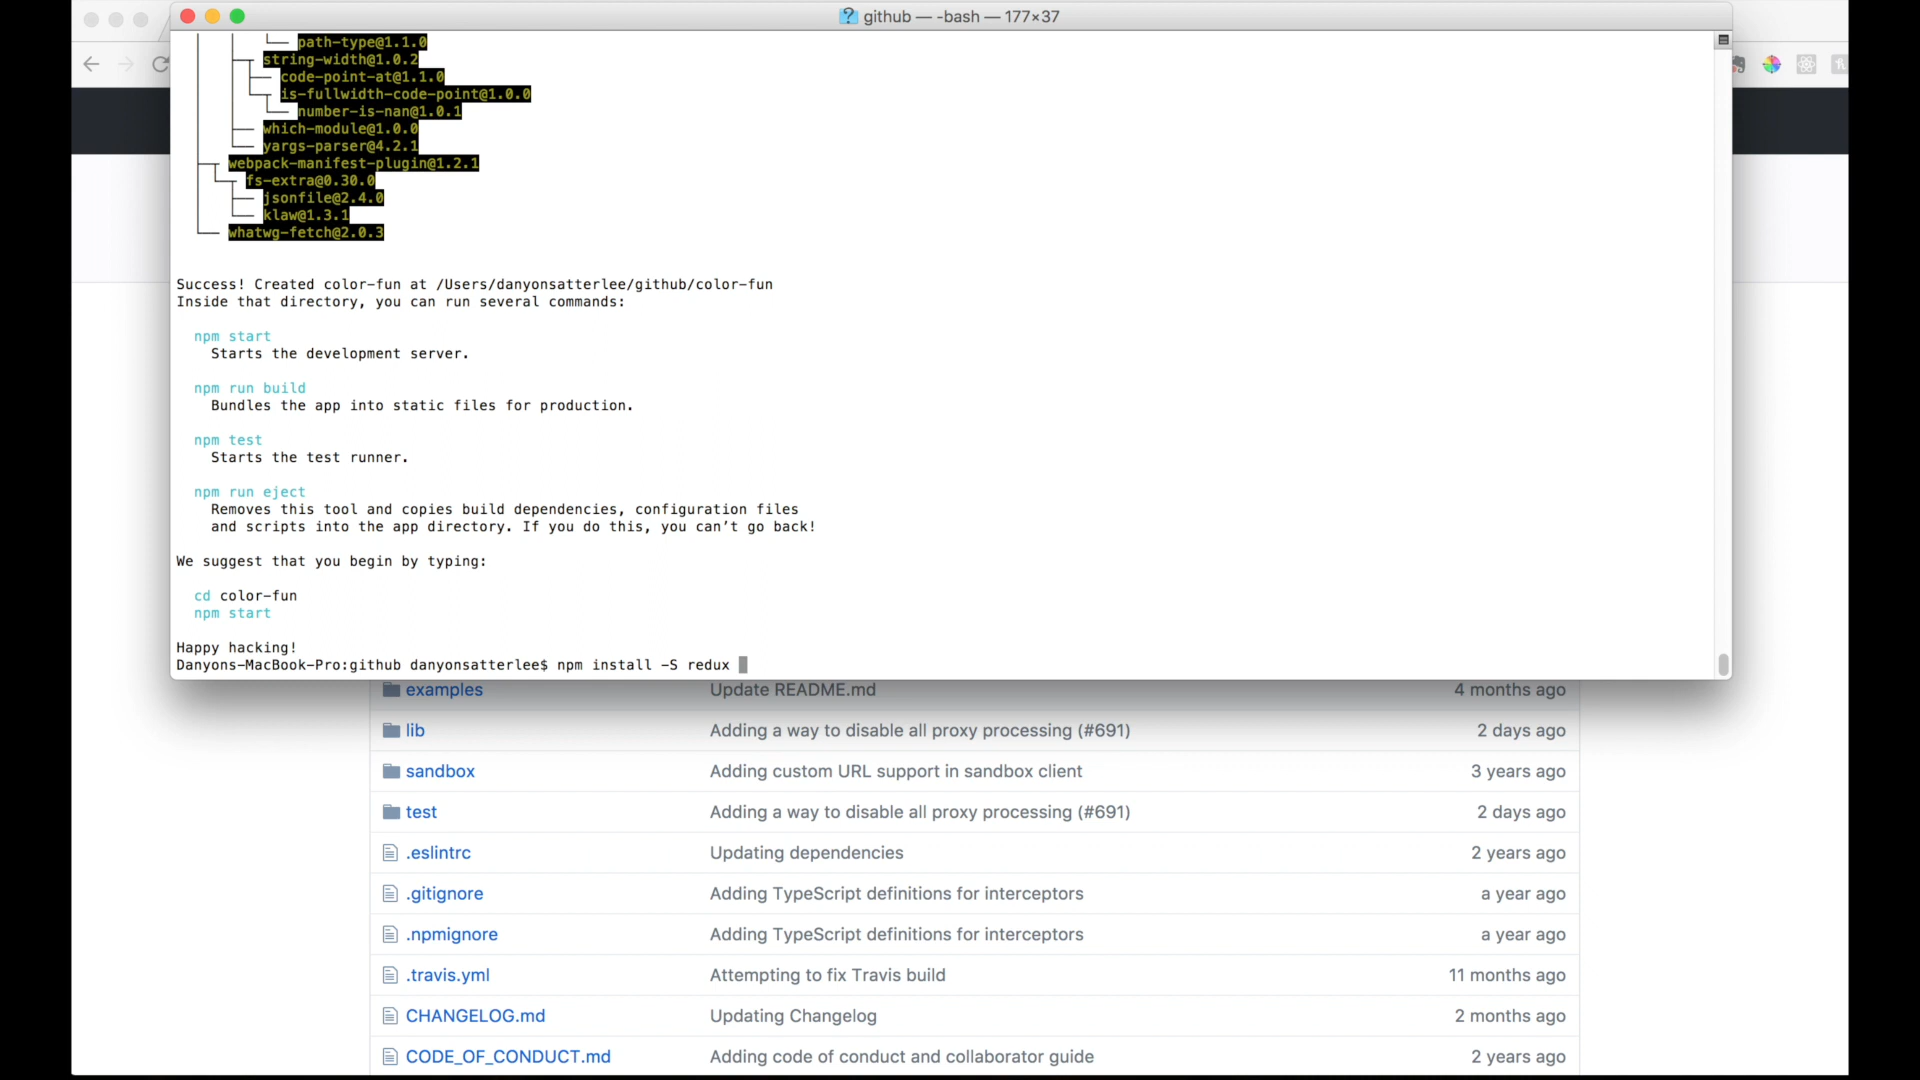 github — -bash — 177×37
path-type@1.1.0
string-width@1.0.2
code-point-at@1.1.0
is-fullwidth-code-point@1.0.0
number-is-nan@1.0.1
which-module@1.0.0
yargs-parser@4.2.1
webpack-manifest-plugin@1.2.1
fs-extra@0.30.0
jsonfile@2.4.0
klaw@1.3.1
whatwg-fetch@2.0.3
Success! Created color-fun at /Users/danyonsatterlee/github/color-fun
Inside that directory, you can run several commands:
npm start
Starts the development server.
npm run build
Bundles the app into static files for production.
npm test
Starts the test runner.
npm run eject
Removes this tool and copies build dependencies, configuration files
and scripts into the app directory. If you do this, you can’t go back!
We suggest that you begin by typing:
cd color-fun
npm start
Happy hacking!
Danyons-MacBook-Pro:github danyonsatterlee$ npm install -S redux
examples Update README.md 4 months ago
lib Adding a way to disable all proxy processing (#691) 2 days ago
sandbox Adding custom URL support in sandbox client 3 years ago
test Adding a way to disable all proxy processing (#691) 2 days ago
.eslintrc Updating dependencies 2 years ago
.gitignore Adding TypeScript definitions for interceptors a year ago
.npmignore Adding TypeScript definitions for interceptors a year ago
.travis.yml Attempting to fix Travis build 11 months ago
CHANGELOG.md Updating Changelog 2 months ago
CODE_OF_CONDUCT.md Adding code of conduct and collaborator guide 2 years ago